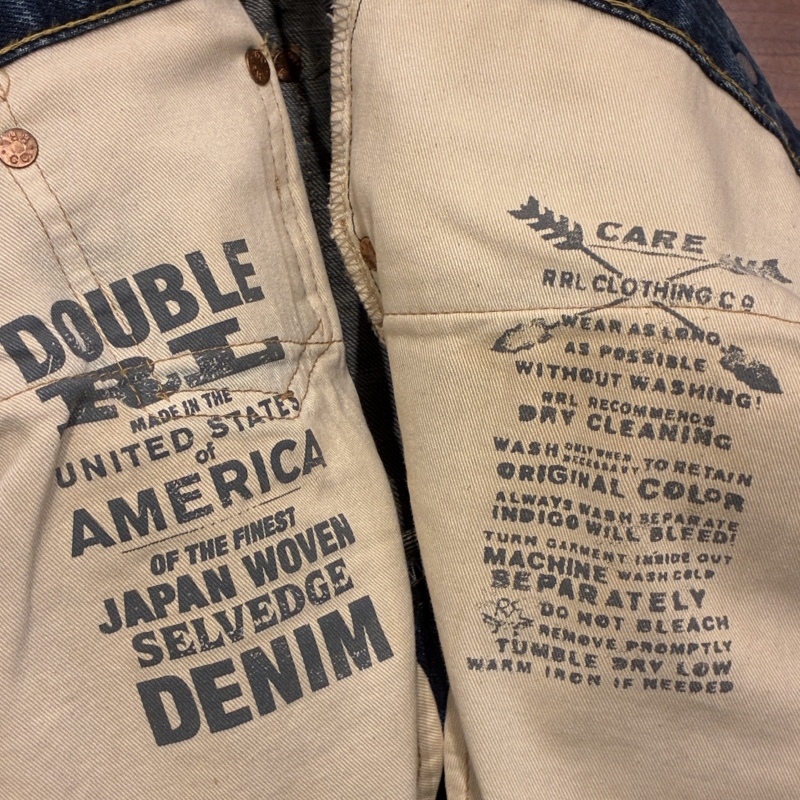 DOUBLE
RL
MADE IN THE
UNITED STATES
OF
AMERICA
OF THE FINEST
JAPAN WOVEN
SELVEDGE
DENIM
CARE
RRL CLOTHING CO
WEAR AS LONG
AS POSSIBLE
WITHOUT WASHING!
RRL RECOMMENDS
DRY CLEANING
WASH ONLY WHEN NECESSARY TO RETAIN
ORIGINAL COLOR
ALWAYS WASH SEPARATE
INDIGO WILL BLEED!
TURN GARMENT INSIDE OUT
MACHINE WASH COLD
SEPARATELY
DO NOT BLEACH
REMOVE PROMPTLY
TUMBLE DRY LOW
WARM IRON IF NEEDED